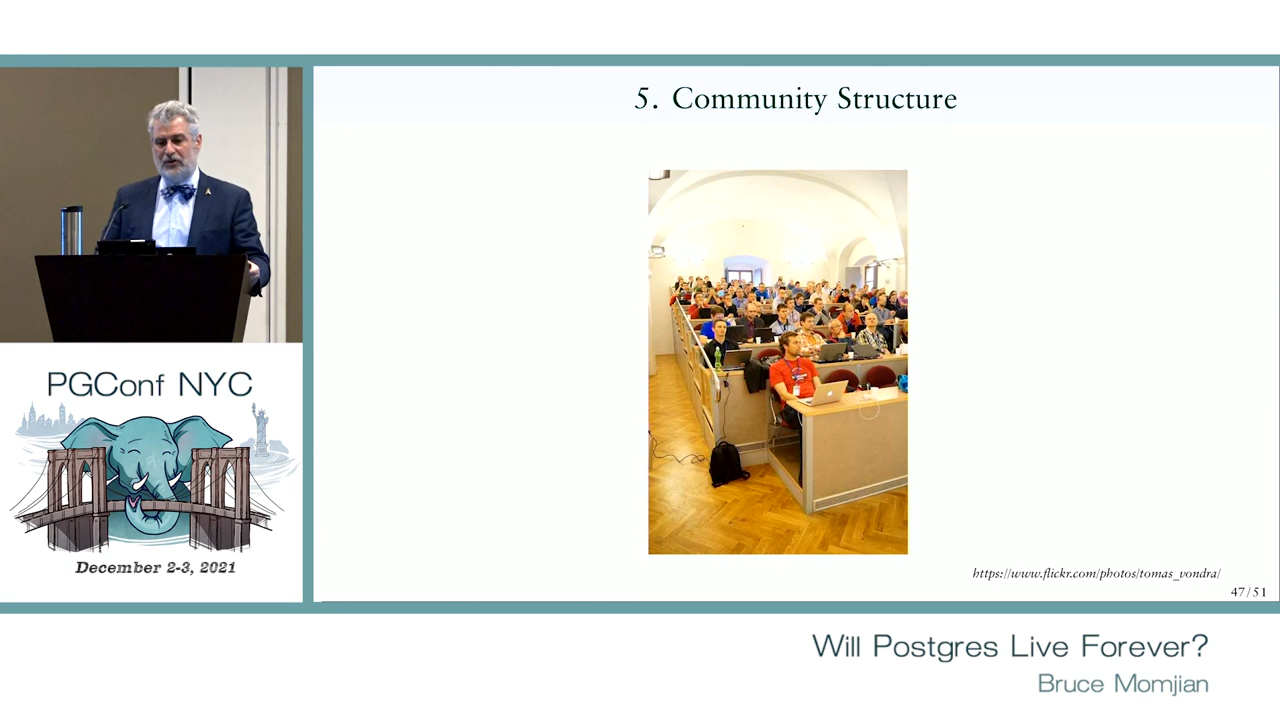 5. Community Structure
PGConf NYC
December 2-3, 2021
https://www.flickr.com/photos/tomas_vondra/
47/51
Will Postgres Live Forever?
Bruce Momjian